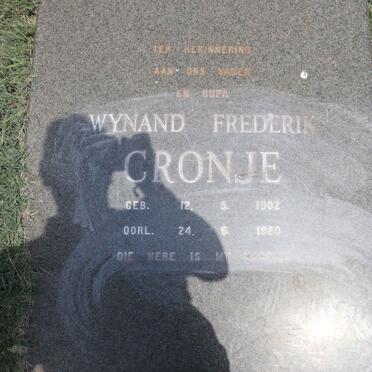 TER HERINNERING
AAN ONS VADER
EN OUPA
WYNAND FREDERIK
CRONJE
GEB. 12. 5. 1902
OORL. 24. 6. 1980
DIE HERE IS MY